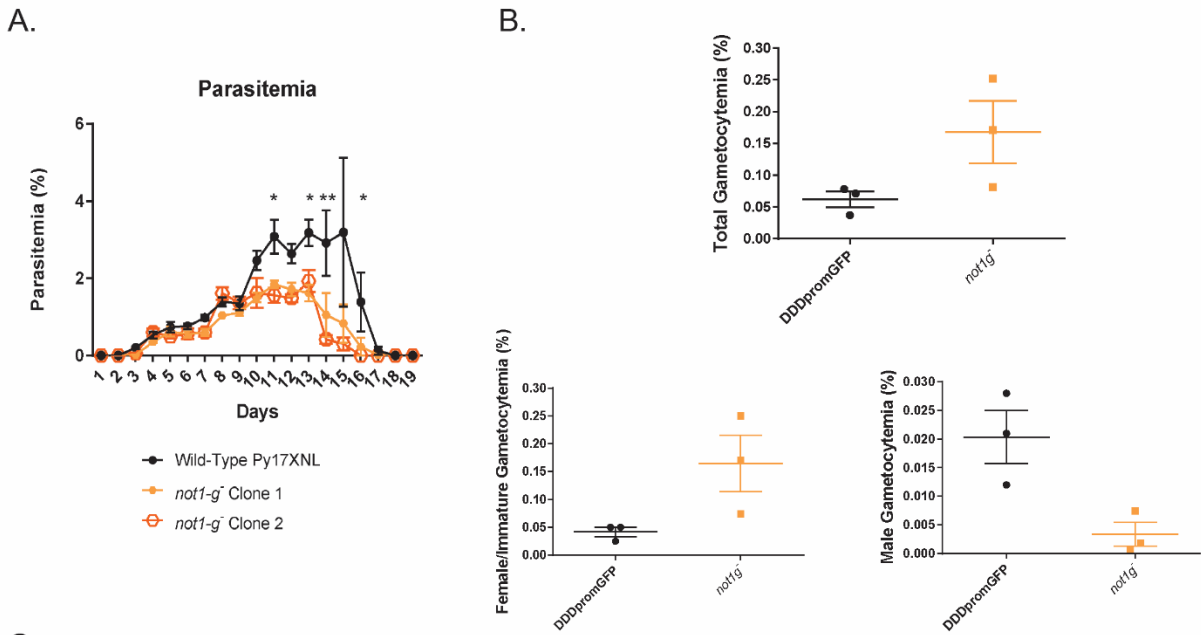 A.
Parasitemia
Parasitemia (%)
6
4
2
0
* * ** *
1 2 3 4 5 6 7 8 9 10 11 12 13 14 15 16 17 18 19
Days
Wild-Type Py17XNL
not1-g- Clone 1
not1-g- Clone 2
B.
Total Gametocytemia (%)
0.30
0.25
0.20
0.15
0.10
0.05
0.00
DDDpromGFP
not1g-
Female/Immature Gametocytemia (%)
0.30
0.25
0.20
0.15
0.10
0.05
0.00
DDDpromGFP
not1g-
Male Gametocytemia (%)
0.030
0.025
0.020
0.015
0.010
0.005
0.000
DDDpromGFP
not1g-